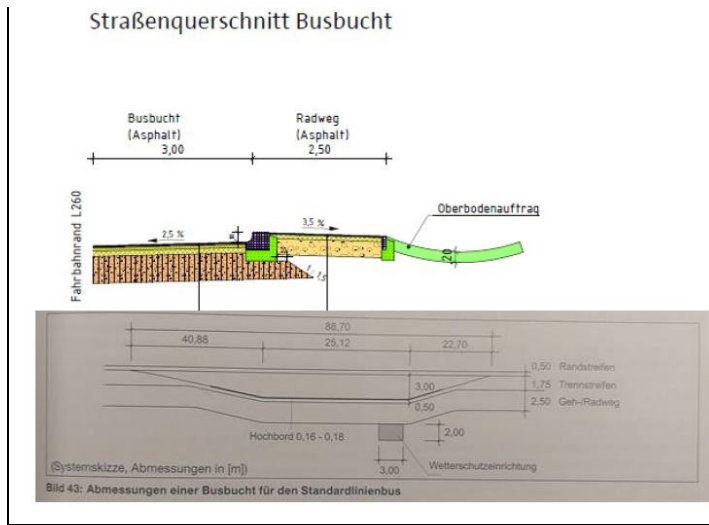 Straßenquerschnitt Busbucht
Busbucht
(Asphalt)
3,00
Radweg
(Asphalt)
2,50
Fahrbahnrand L260
2,5 %
3,5 %
1:1,5
Oberbodenauftrag
20
88,70
40,88
25,12
22,70
0,50 Randstreifen
3,00
1,75 Trennstreifen
0,50
2,50 Geh-/Radweg
Hochbord 0,16 - 0,18
2,00
3,00
Wetterschutzeinrichtung
(Systemskizze, Abmessungen in [m])
Bild 43: Abmessungen einer Busbucht für den Standardlinienbus